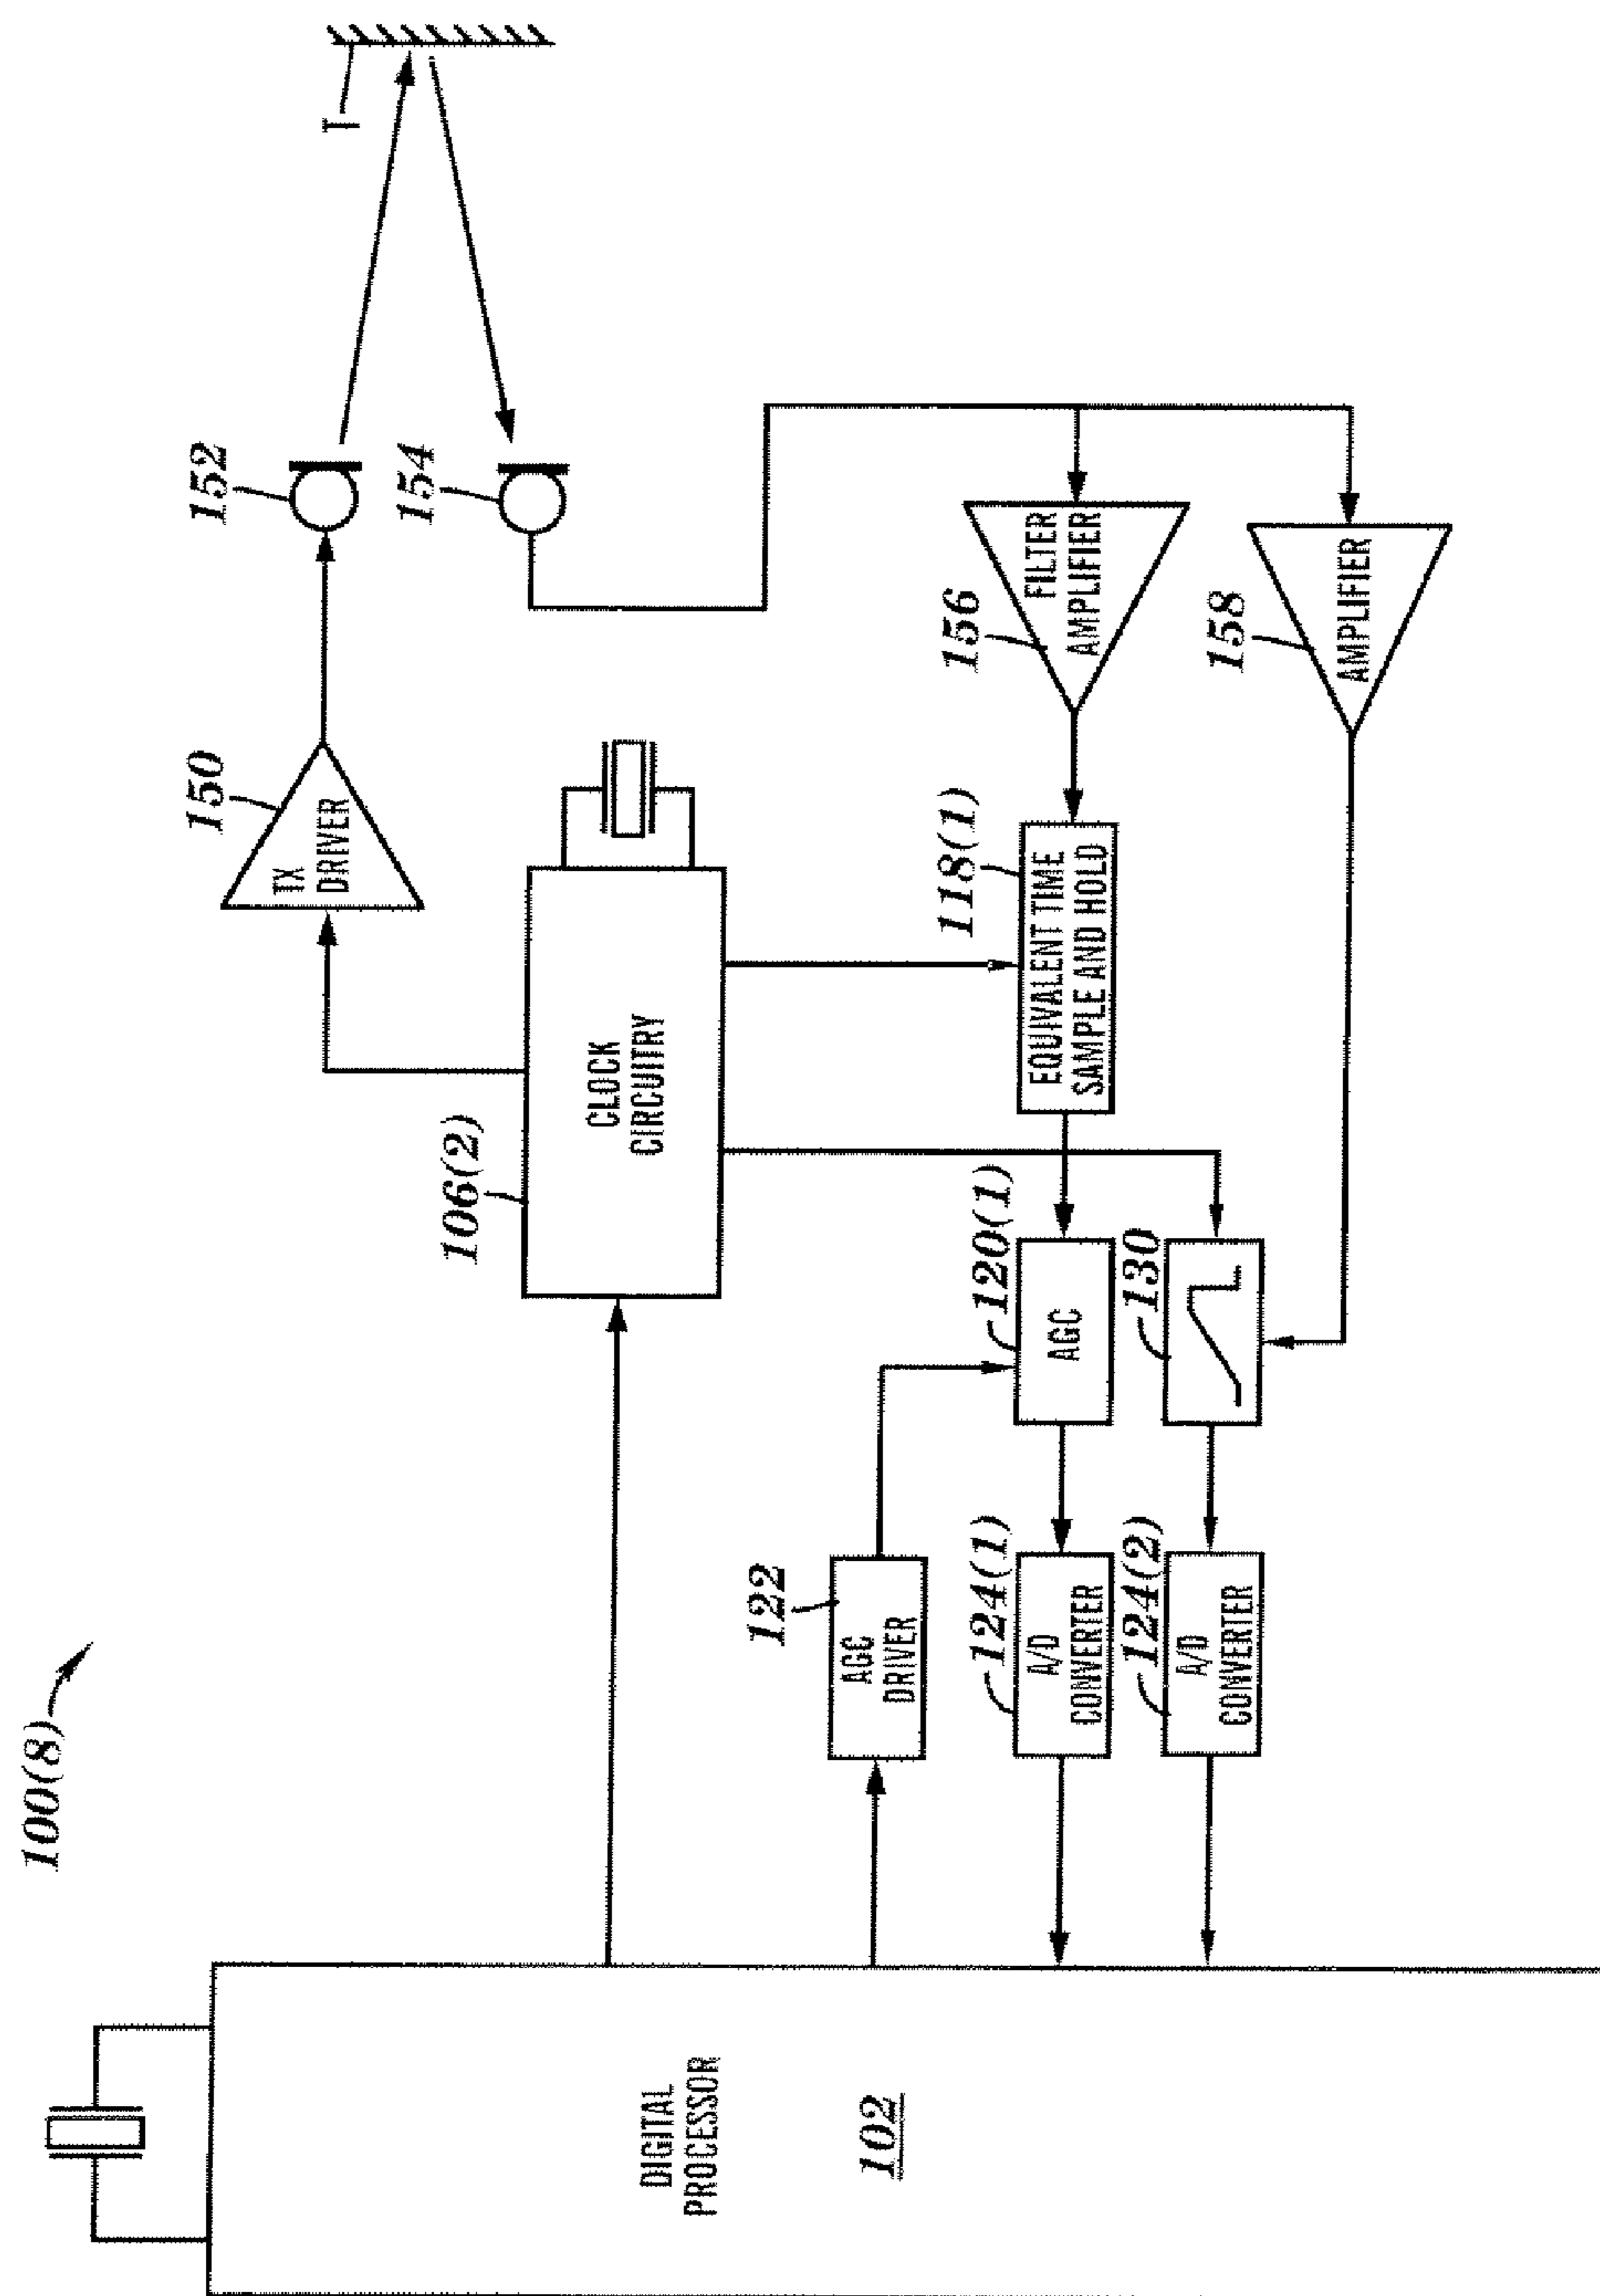 100(8)
DIGITAL
PROCESSOR
102
106(2)
CLOCK
CIRCUITRY
150
TX
DRIVER
152
154
T
122
AGC
DRIVER
124(1)
A/D
CONVERTER
120(1)
AGC
118(1)
EQUIVALENT TIME
SAMPLE AND HOLD
156
FILTER
AMPLIFIER
124(2)
A/D
CONVERTER
130
158
AMPLIFIER